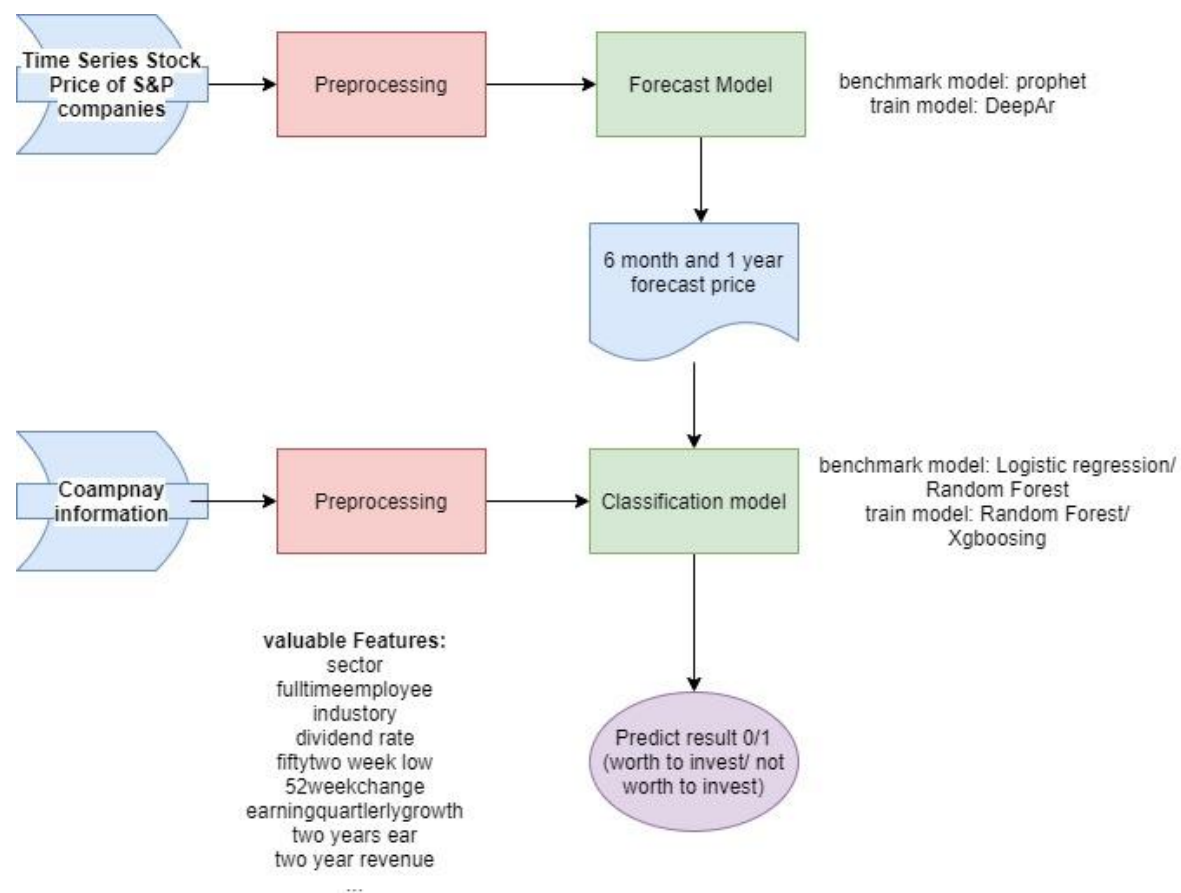 Time Series Stock
Price of S&P
companies
Preprocessing
Forecast Model
benchmark model: prophet
train model: DeepAr
6 month and 1 year
forecast price
Coampnay
information
Preprocessing
Classification model
benchmark model: Logistic regression/
Random Forest
train model: Random Forest/
Xgboosing
valuable Features:
sector
fulltimeemployee
industory
dividend rate
fiftytwo week low
52weekchange
earningquartlerlygrowth
two years ear
two year revenue
...
Predict result 0/1
(worth to invest/ not
worth to invest)